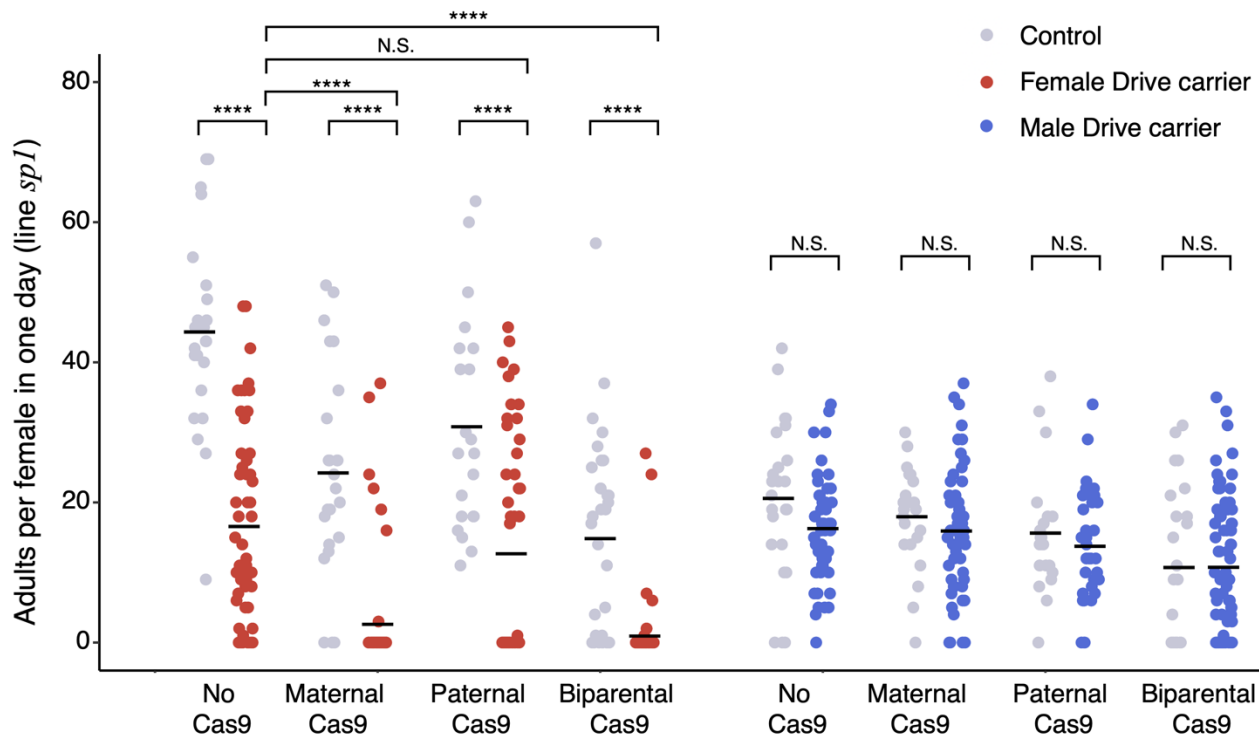 ****
N.S.
****
**** **** **** ****
N.S. N.S. N.S. N.S.
Control
Female Drive carrier
Male Drive carrier
Adults per female in one day (line sp1)
80
60
40
20
0
No Cas9
Maternal Cas9
Paternal Cas9
Biparental Cas9
No Cas9
Maternal Cas9
Paternal Cas9
Biparental Cas9